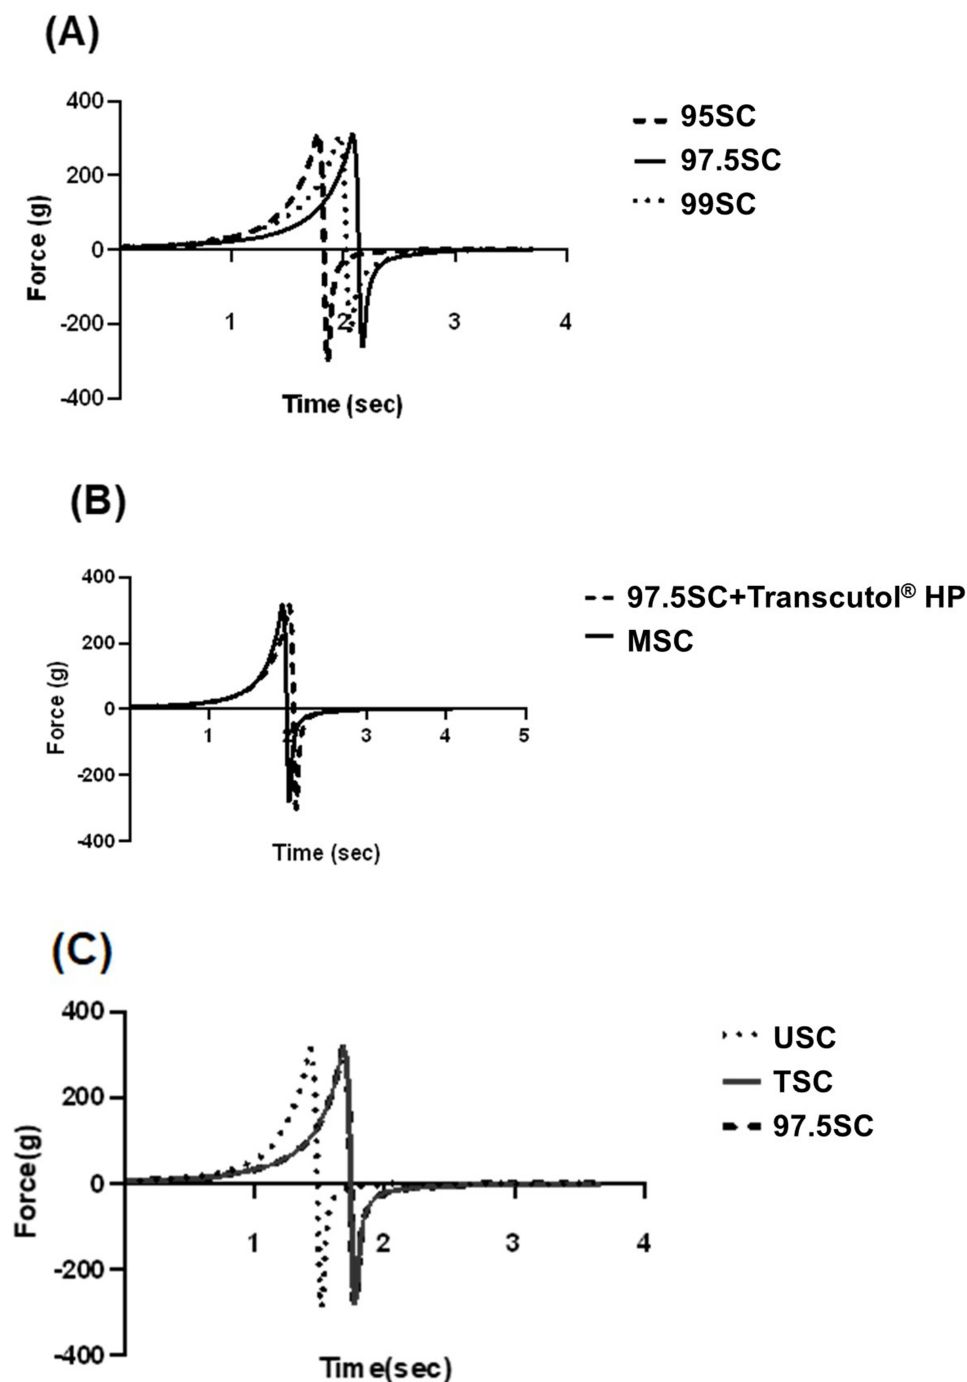 (A)
400
200
0
-200
-400
Force (g)
1
2
3
4
Time (sec)
95SC
97.5SC
99SC
(B)
400
200
0
-200
-400
Force (g)
1
2
3
4
5
Time (sec)
97.5SC+Transcutol® HP
MSC
(C)
400
200
0
-200
-400
Force(g)
1
2
3
4
Time(sec)
USC
TSC
97.5SC